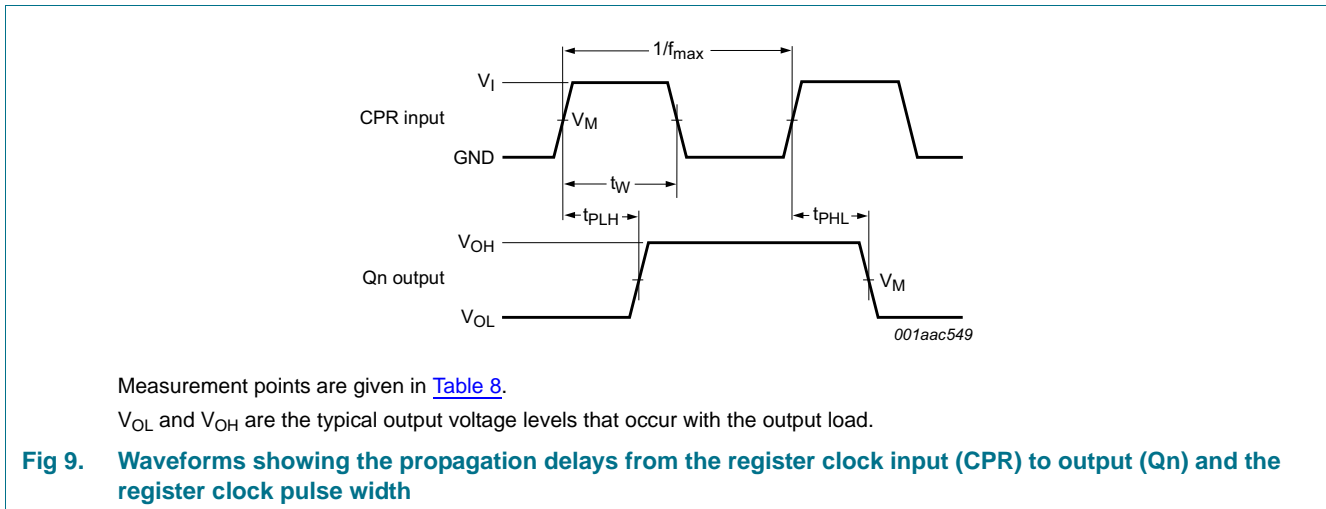 1/fmax
VI
CPR input
VM
GND
tW
tPLH
tPHL
VOH
Qn output
VM
VOL
001aac549
Measurement points are given in Table 8.
VOL and VOH are the typical output voltage levels that occur with the output load.
Fig 9. Waveforms showing the propagation delays from the register clock input (CPR) to output (Qn) and the
register clock pulse width